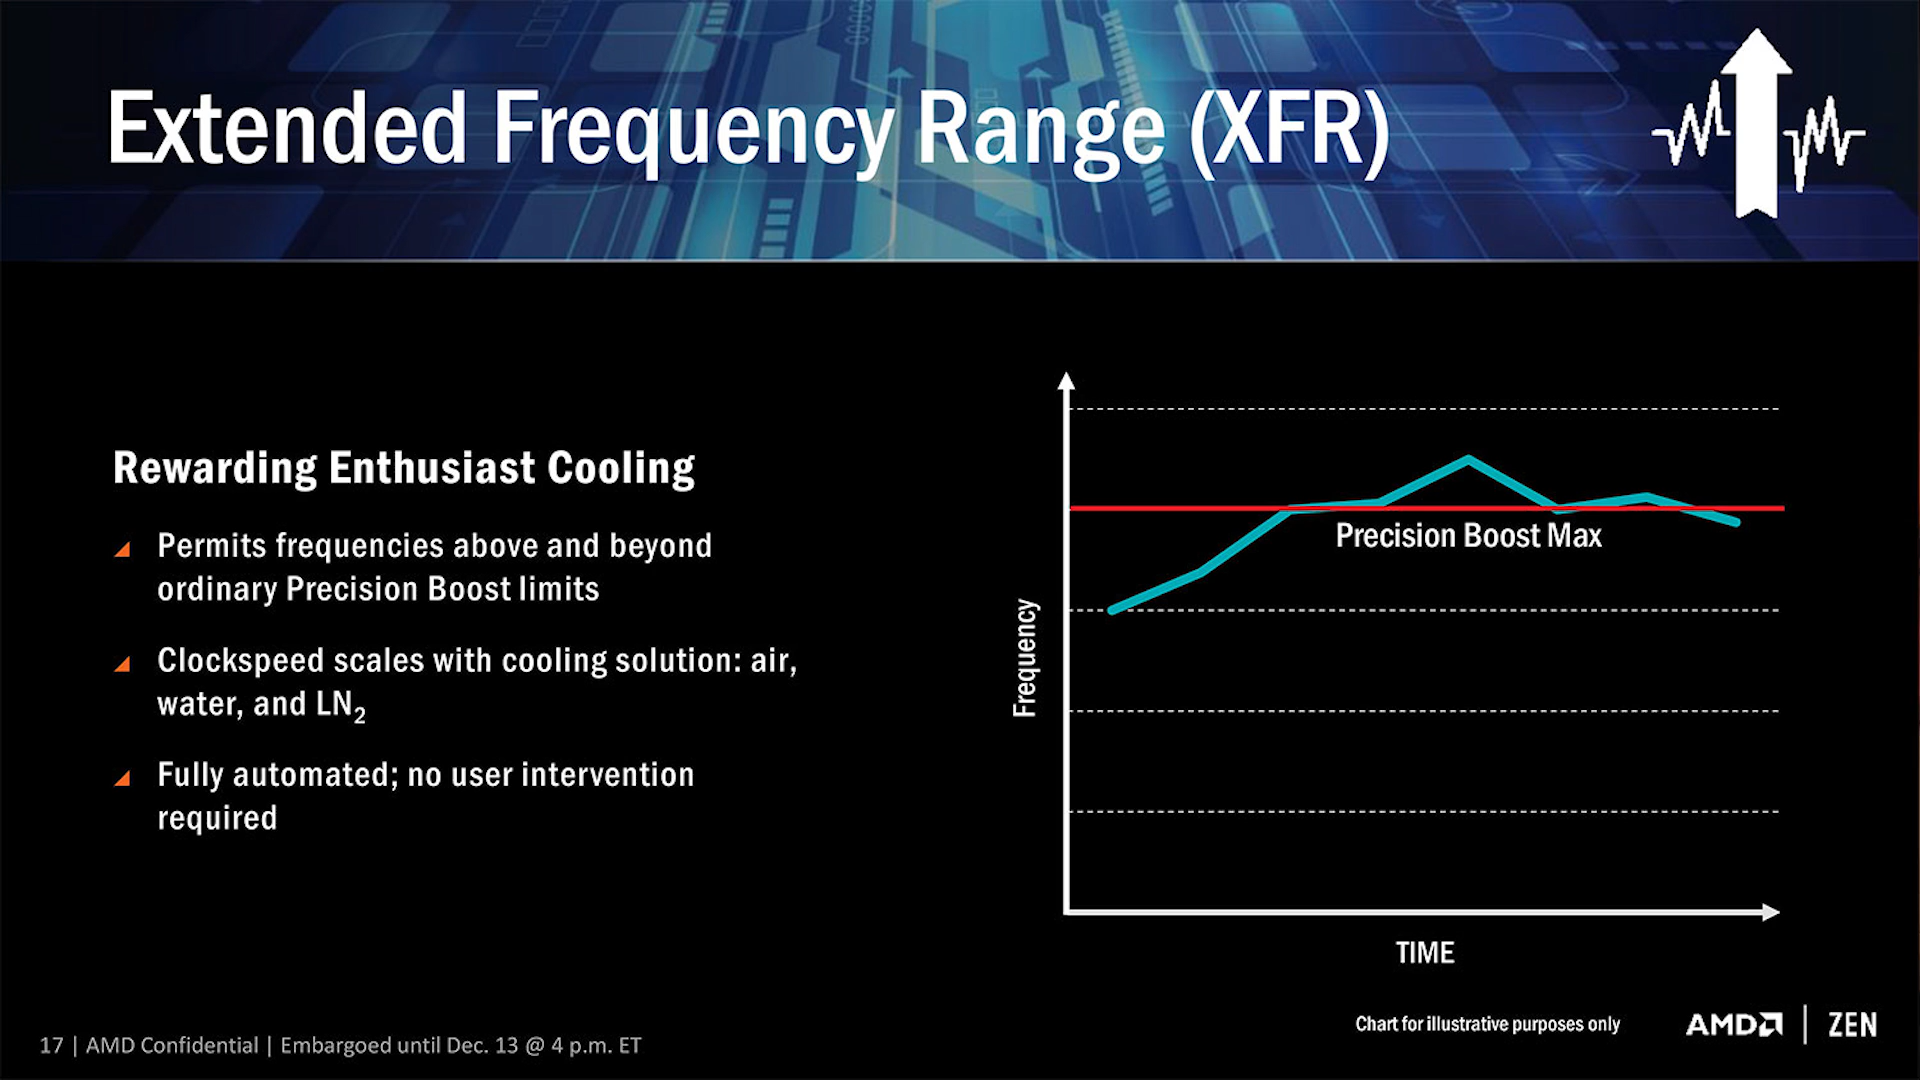 Extended Frequency Range (XFR)
Rewarding Enthusiast Cooling
Permits frequencies above and beyond
ordinary Precision Boost limits
Clockspeed scales with cooling solution: air,
water, and LN₂
Fully automated; no user intervention
required
Frequency
Precision Boost Max
TIME
Chart for illustrative purposes only
AMD | ZEN
17 | AMD Confidential | Embargoed until Dec. 13 @ 4 p.m. ET